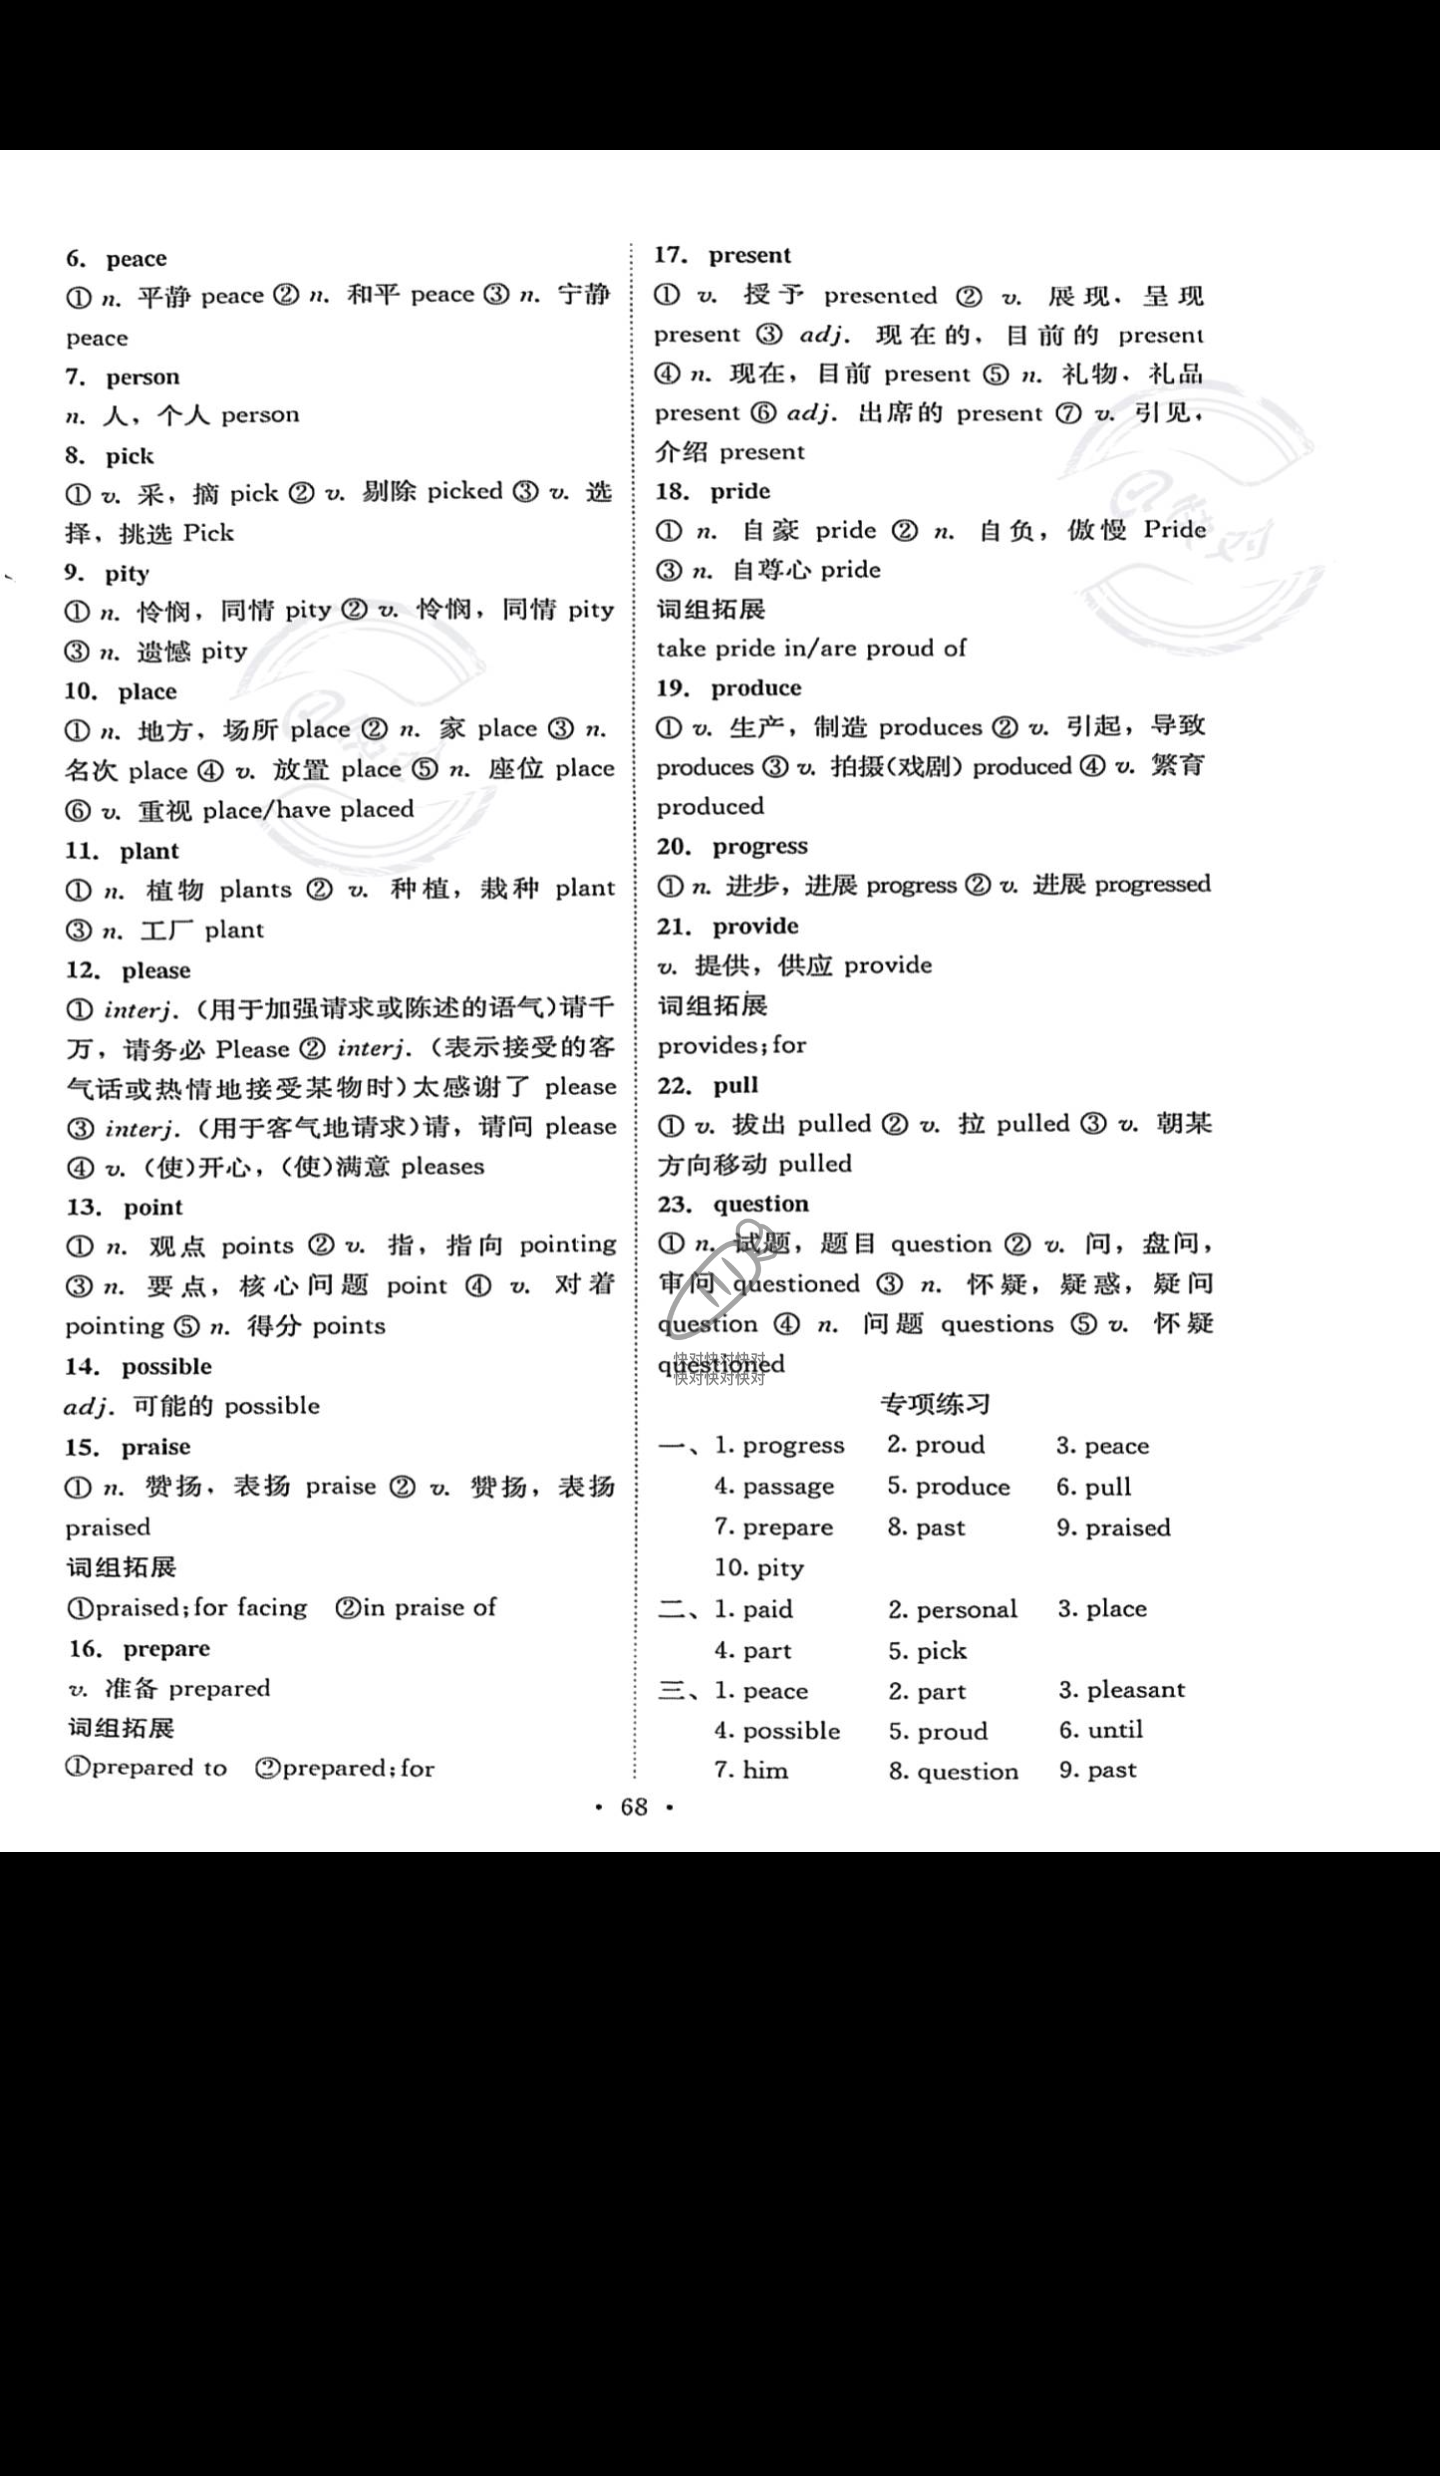 6. peace
① n. 平静 peace ② n. 和平 peace ③ n. 宁静
peace
7. person
n. 人，个人 person
8. pick
① v. 采，摘 pick ② v. 剔除 picked ③ v. 选
择，挑选 Pick
9. pity
① n. 怜悯，同情 pity ② v. 怜悯，同情 pity
③ n. 遗憾 pity
10. place
① n. 地方，场所 place ② n. 家 place ③ n.
名次 place ④ v. 放置 place ⑤ n. 座位 place
⑥ v. 重视 place/have placed
11. plant
① n. 植物 plants ② v. 种植，栽种 plant
③ n. 工厂 plant
12. please
① interj.（用于加强请求或陈述的语气）请千
万，请务必 Please ② interj.（表示接受的客
气话或热情地接受某物时）太感谢了 please
③ interj.（用于客气地请求）请，请问 please
④ v.（使）开心，（使）满意 pleases
13. point
① n. 观点 points ② v. 指，指向 pointing
③ n. 要点，核心问题 point ④ v. 对着
pointing ⑤ n. 得分 points
14. possible
adj. 可能的 possible
15. praise
① n. 赞扬，表扬 praise ② v. 赞扬，表扬
praised
词组拓展
①praised;for facing ②in praise of
16. prepare
v. 准备 prepared
词组拓展
①prepared to ②prepared;for
17. present
① v. 授予 presented ② v. 展现，呈现
present ③ adj. 现在的，目前的 present
④ n. 现在，目前 present ⑤ n. 礼物，礼品
present ⑥ adj. 出席的 present ⑦ v. 引见，
介绍 present
18. pride
① n. 自豪 pride ② n. 自负，傲慢 Pride
③ n. 自尊心 pride
词组拓展
take pride in/are proud of
19. produce
① v. 生产，制造 produces ② v. 引起，导致
produces ③ v. 拍摄（戏剧）produced ④ v. 繁育
produced
20. progress
① n. 进步，进展 progress ② v. 进展 progressed
21. provide
v. 提供，供应 provide
词组拓展
provides;for
22. pull
① v. 拔出 pulled ② v. 拉 pulled ③ v. 朝某
方向移动 pulled
23. question
① n. 试题，题目 question ② v. 问，盘问，
审问 questioned ③ n. 怀疑，疑惑，疑问
question ④ n. 问题 questions ⑤ v. 怀疑
questioned
快对快对快对
快对快对快对
专项练习
一、1. progress 2. proud 3. peace
4. passage 5. produce 6. pull
7. prepare 8. past 9. praised
10. pity
二、1. paid 2. personal 3. place
4. part 5. pick
三、1. peace 2. part 3. pleasant
4. possible 5. proud 6. until
7. him 8. question 9. past
• 68 •
快对
快对